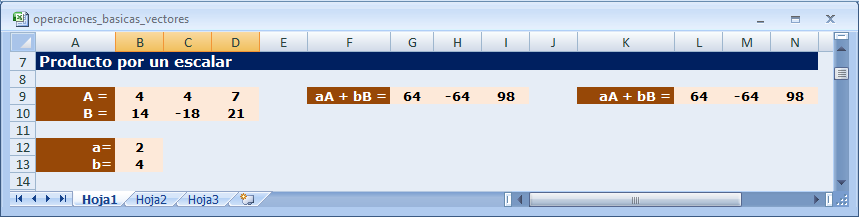 operaciones_basicas_vectores
A B C D E F G H I J K L M N
7 Producto por un escalar
8
9 A = 4 4 7 aA + bB = 64 -64 98 aA + bB = 64 -64 98
10 B = 14 -18 21
11
12 a= 2
13 b= 4
14
Hoja1 Hoja2 Hoja3